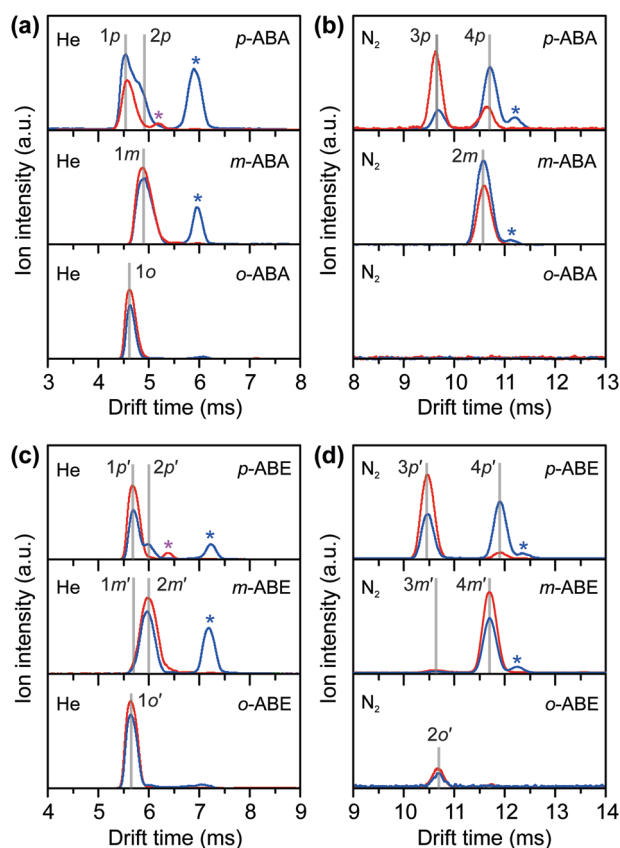 (a) He 1p 2p * * p-ABA
He 1m * m-ABA
He 1o o-ABA
Ion intensity (a.u.)
3 4 5 6 7 8
Drift time (ms)
(b) N₂ 3p 4p * p-ABA
N₂ 2m * m-ABA
N₂ o-ABA
Ion intensity (a.u.)
8 9 10 11 12 13
Drift time (ms)
(c) He 1p′ 2p′ * * p-ABE
He 1m′ 2m′ * m-ABE
He 1o′ o-ABE
Ion intensity (a.u.)
4 5 6 7 8 9
Drift time (ms)
(d) N₂ 3p′ 4p′ * p-ABE
N₂ 3m′ 4m′ * m-ABE
N₂ 2o′ o-ABE
Ion intensity (a.u.)
9 10 11 12 13 14
Drift time (ms)